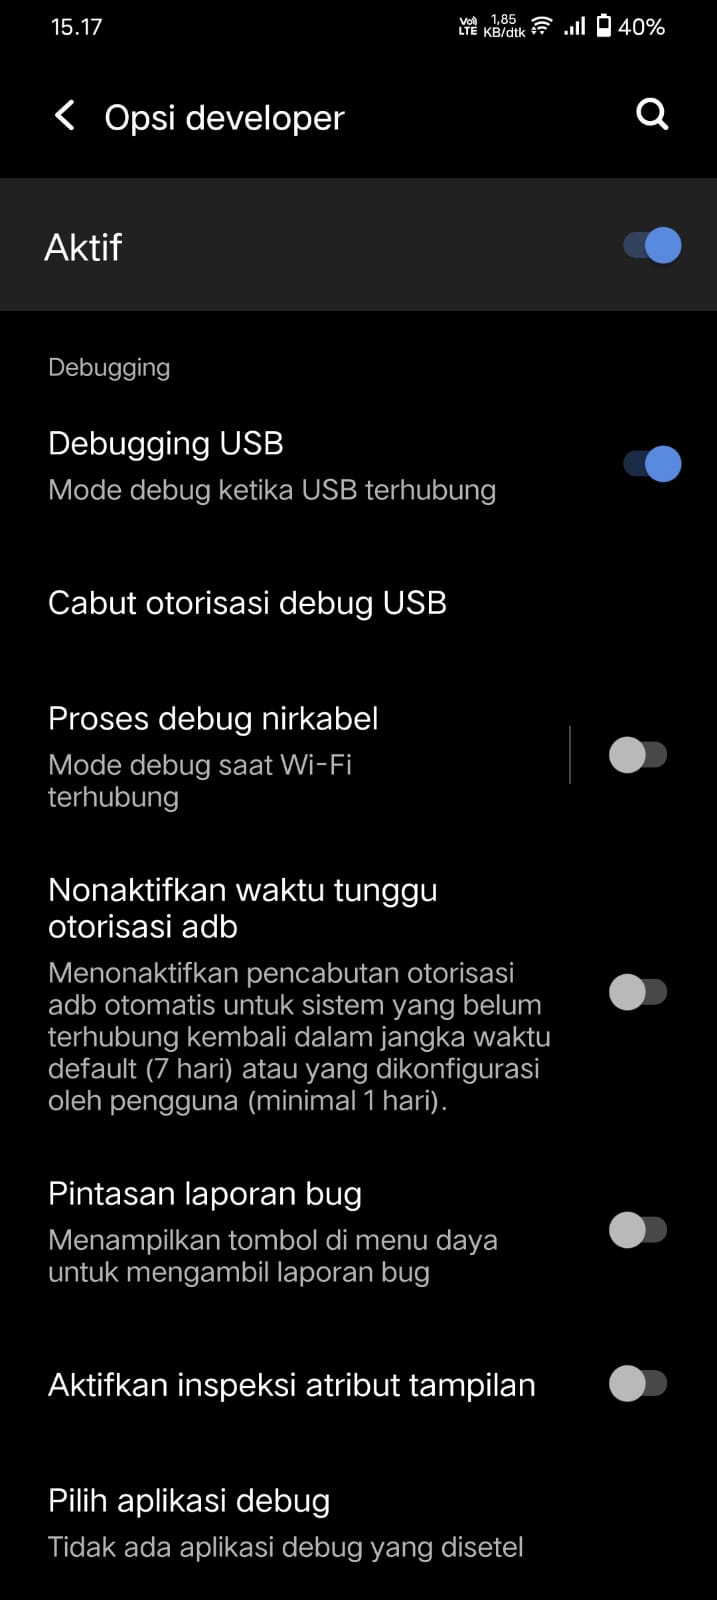 15.17
Vo)) LTE 1,85 KB/dtk 40%
Opsi developer
Aktif
Debugging
Debugging USB
Mode debug ketika USB terhubung
Cabut otorisasi debug USB
Proses debug nirkabel
Mode debug saat Wi-Fi
terhubung
Nonaktifkan waktu tunggu
otorisasi adb
Menonaktifkan pencabutan otorisasi
adb otomatis untuk sistem yang belum
terhubung kembali dalam jangka waktu
default (7 hari) atau yang dikonfigurasi
oleh pengguna (minimal 1 hari).
Pintasan laporan bug
Menampilkan tombol di menu daya
untuk mengambil laporan bug
Aktifkan inspeksi atribut tampilan
Pilih aplikasi debug
Tidak ada aplikasi debug yang disetel